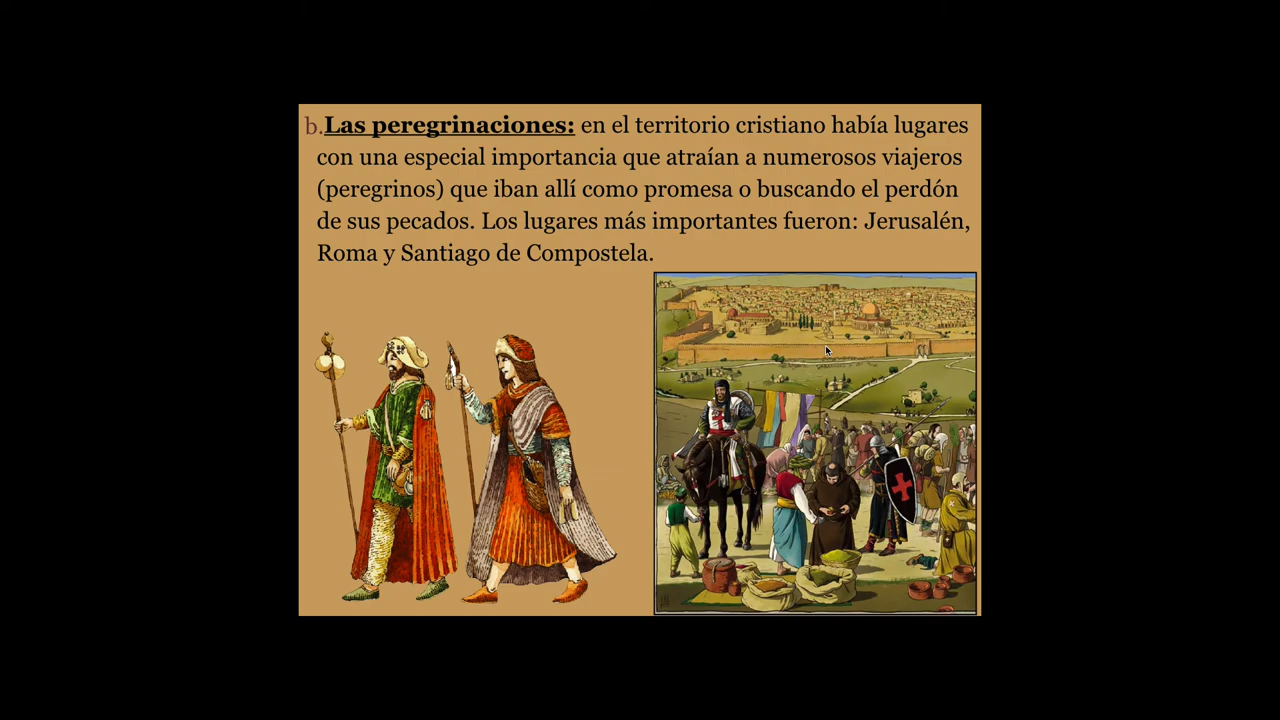 b.Las peregrinaciones: en el territorio cristiano había lugares
con una especial importancia que atraían a numerosos viajeros
(peregrinos) que iban allí como promesa o buscando el perdón
de sus pecados. Los lugares más importantes fueron: Jerusalén,
Roma y Santiago de Compostela.